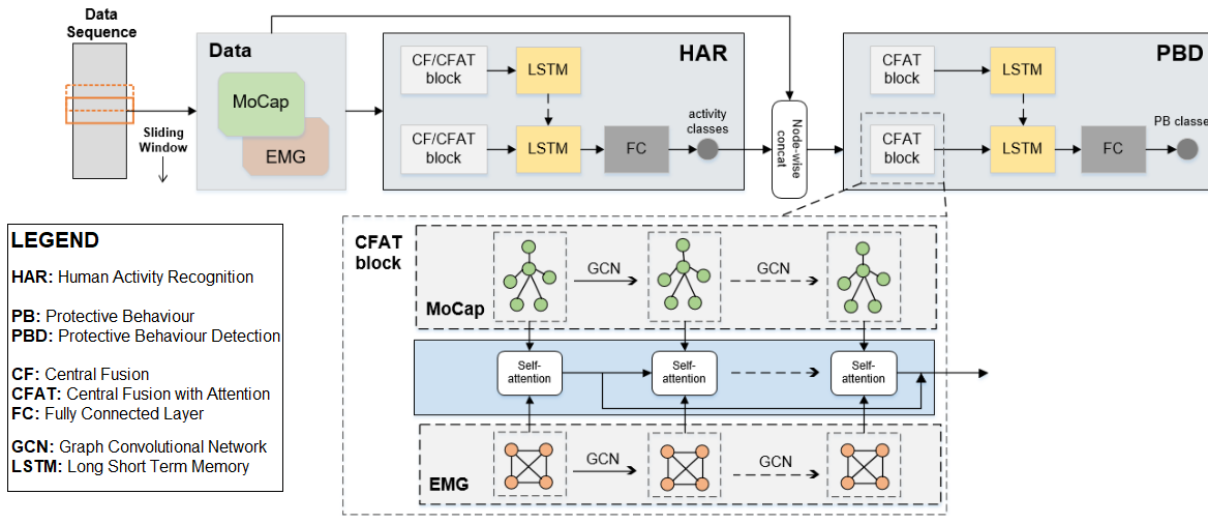 Data
Sequence
Sliding
Window
Data
MoCap
EMG
HAR
CF/CFAT
block
LSTM
CF/CFAT
block
LSTM
FC
activity
classes
Node-wise
concat
PBD
CFAT
block
LSTM
CFAT
block
LSTM
FC
PB classe
LEGEND
HAR: Human Activity Recognition
PB: Protective Behaviour
PBD: Protective Behaviour Detection
CF: Central Fusion
CFAT: Central Fusion with Attention
FC: Fully Connected Layer
GCN: Graph Convolutional Network
LSTM: Long Short Term Memory
CFAT
block
GCN
GCN
MoCap
Self-
attention
Self-
attention
Self-
attention
GCN
GCN
EMG